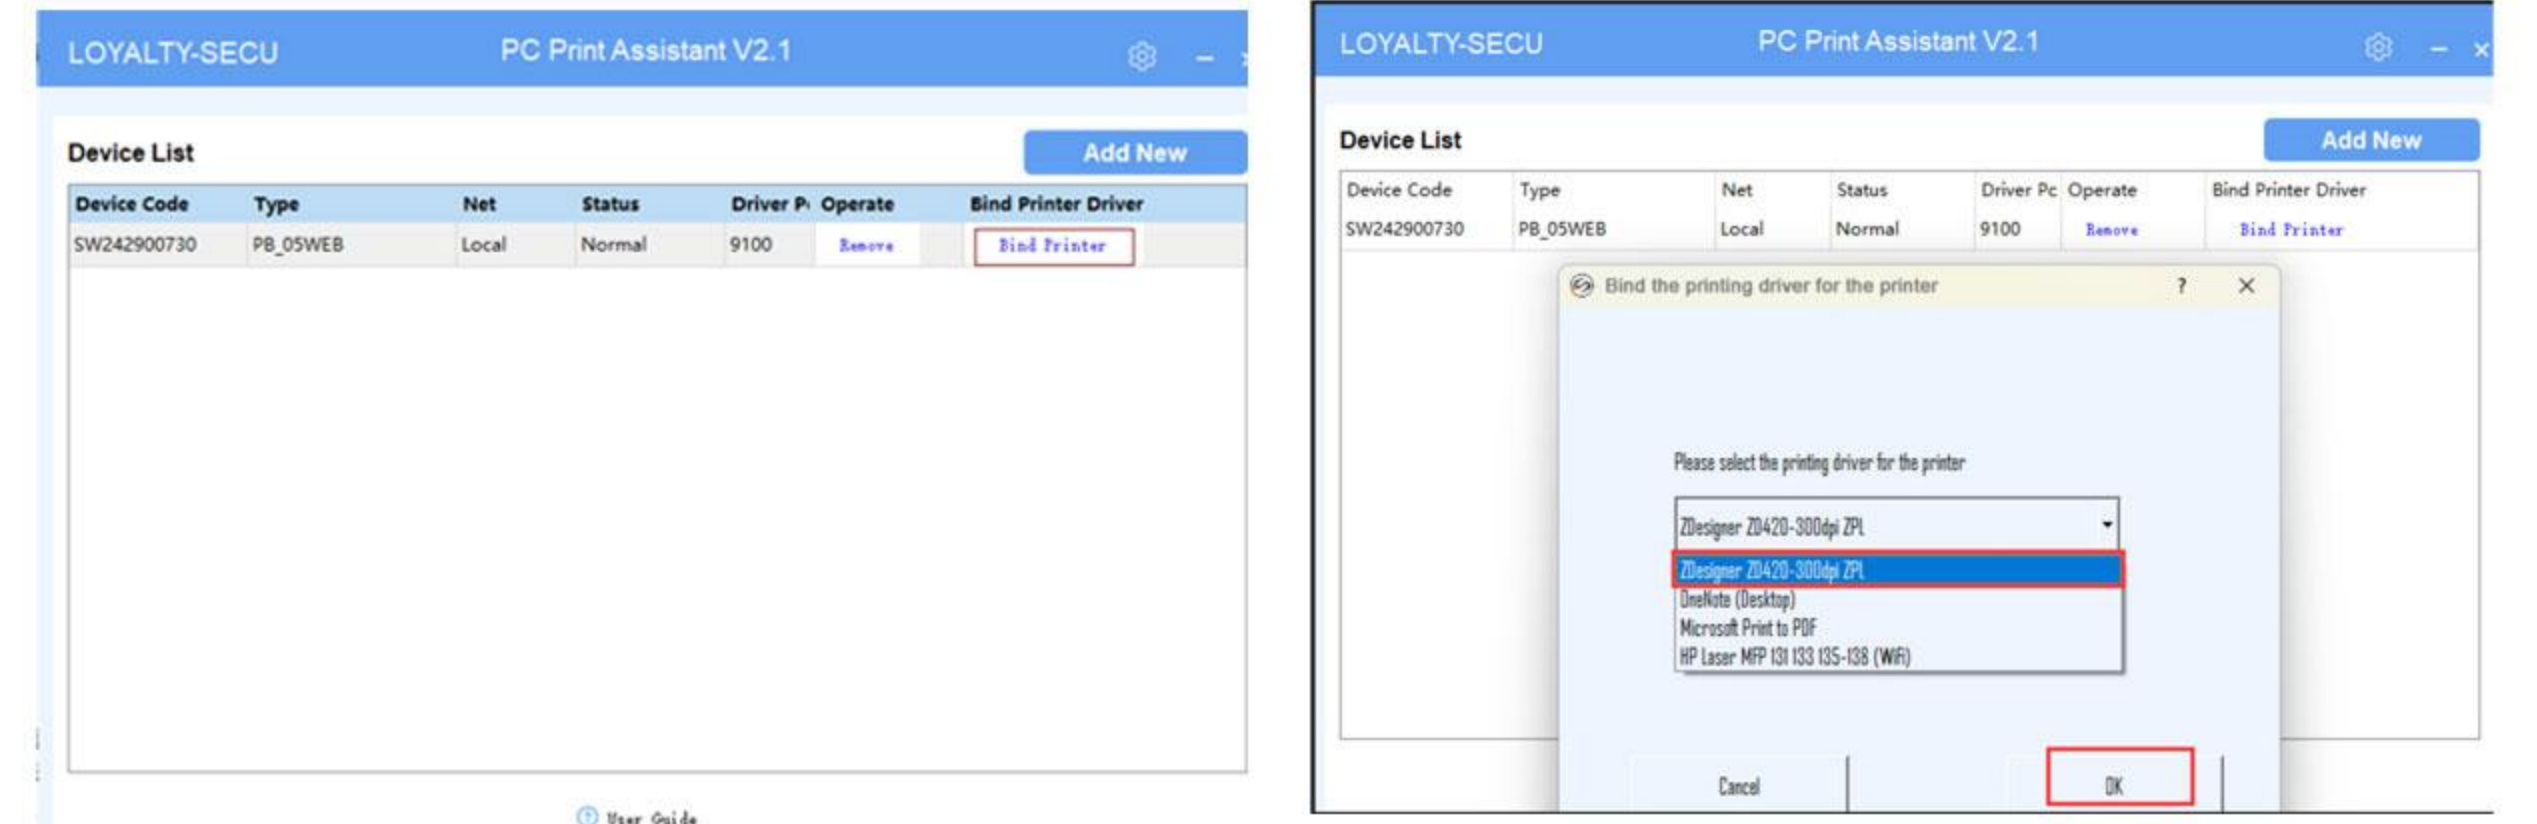 LOYALTY-SECU PC Print Assistant V2.1
Device List Add New
Device Code Type Net Status Driver P Operate Bind Printer Driver
SW242900730 PB_05WEB Local Normal 9100 Remove Bind Printer
User Guide
LOYALTY-SECU PC Print Assistant V2.1
Device List Add New
Device Code Type Net Status Driver Pc Operate Bind Printer Driver
SW242900730 PB_05WEB Local Normal 9100 Remove Bind Printer
Bind the printing driver for the printer ?
Please select the printing driver for the printer
ZDesigner ZD420-300dpi ZPL
ZDesigner ZD420-300dpi ZPL
OneNote (Desktop)
Microsoft Print to PDF
HP Laser MFP 131 133 135-138 (WiFi)
Cancel OK